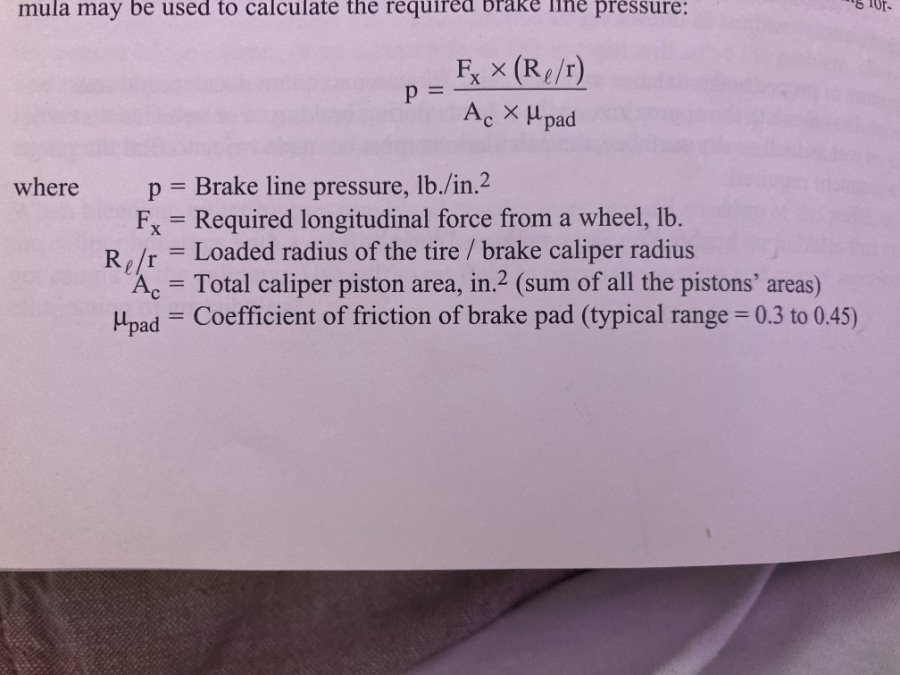 mula may be used to calculate the required brake line pressure:
p = Fₓ × (Rℓ/r) / A꜀ × μpad
where p = Brake line pressure, lb./in.²
Fₓ = Required longitudinal force from a wheel, lb.
Rℓ/r = Loaded radius of the tire / brake caliper radius
A꜀ = Total caliper piston area, in.² (sum of all the pistons’ areas)
μpad = Coefficient of friction of brake pad (typical range = 0.3 to 0.45)